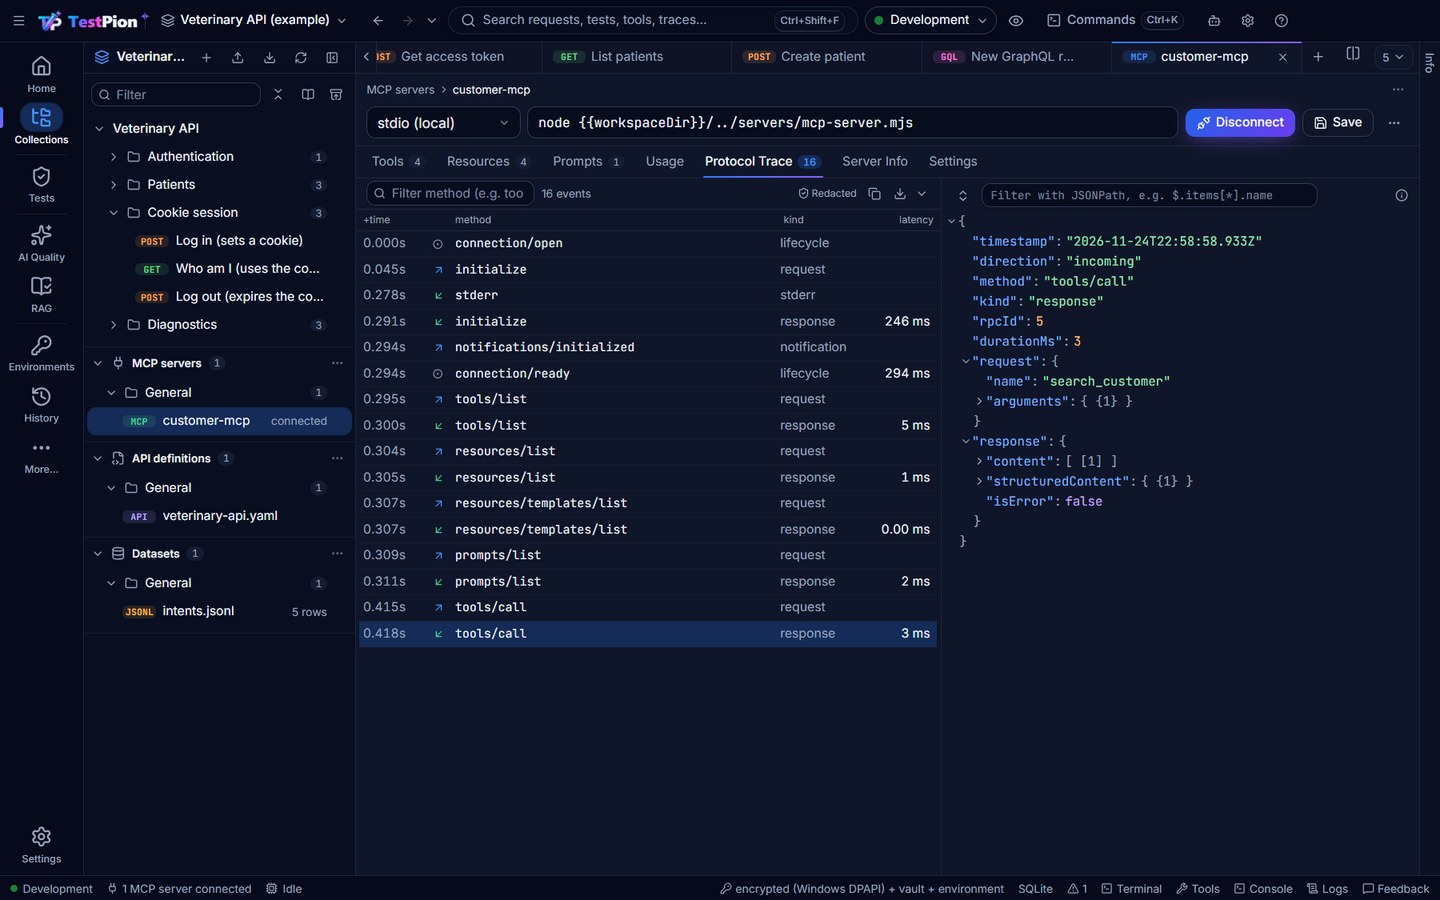 TestPion
Veterinary API (example)
Search requests, tests, tools, traces...
Ctrl+Shift+F
Development
Commands
Ctrl+K
Home
Collections
Tests
AI Quality
RAG
Environments
History
More...
Settings
Veterinar...
Filter
Veterinary API
Authentication 1
Patients 3
Cookie session 3
POST Log in (sets a cookie)
GET Who am I (uses the co...
POST Log out (expires the co...
Diagnostics 3
MCP servers 1
General 1
MCP customer-mcp connected
API definitions 1
General 1
API veterinary-api.yaml
Datasets 1
General 1
JSONL intents.jsonl 5 rows
OST Get access token
GET List patients
POST Create patient
GQL New GraphQL r...
MCP customer-mcp
5
Info
MCP servers > customer-mcp
stdio (local)
node {{workspaceDir}}/../servers/mcp-server.mjs
Disconnect
Save
Tools 4
Resources 4
Prompts 1
Usage
Protocol Trace 16
Server Info
Settings
Filter method (e.g. too
16 events
Redacted
+time method kind latency
0.000s connection/open lifecycle
0.045s initialize request
0.278s stderr stderr
0.291s initialize response 246 ms
0.294s notifications/initialized notification
0.294s connection/ready lifecycle 294 ms
0.295s tools/list request
0.300s tools/list response 5 ms
0.304s resources/list request
0.305s resources/list response 1 ms
0.307s resources/templates/list request
0.307s resources/templates/list response 0.00 ms
0.309s prompts/list request
0.311s prompts/list response 2 ms
0.415s tools/call request
0.418s tools/call response 3 ms
Filter with JSONPath, e.g. $.items[*].name
{
"timestamp": "2026-11-24T22:58:58.933Z"
"direction": "incoming"
"method": "tools/call"
"kind": "response"
"rpcId": 5
"durationMs": 3
"request": {
"name": "search_customer"
"arguments": { {1} }
}
"response": {
"content": [ [1] ]
"structuredContent": { {1} }
"isError": false
}
}
Development
1 MCP server connected
Idle
encrypted (Windows DPAPI) + vault + environment
SQLite
1
Terminal
Tools
Console
Logs
Feedback